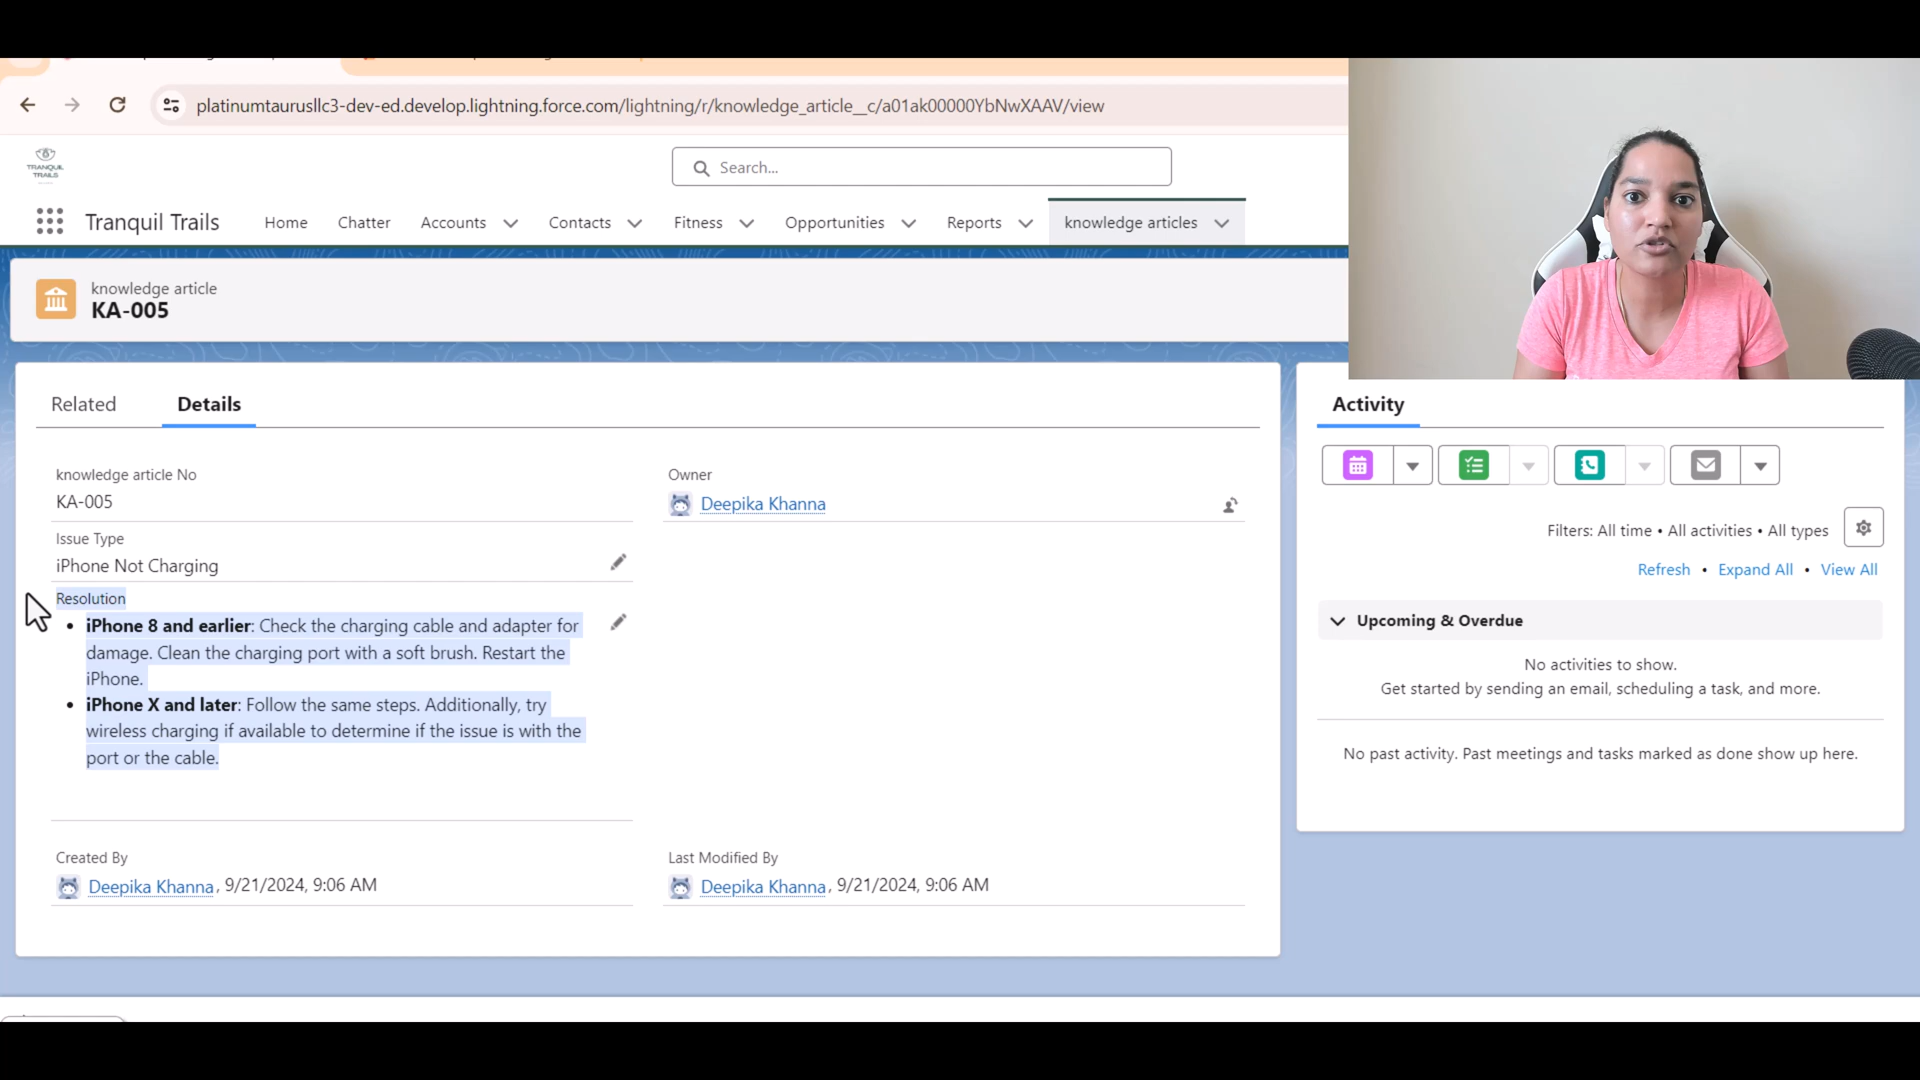 platinumtaurusllc3-dev-ed.develop.lightning.force.com/lightning/r/knowledge_article__c/a01ak00000YbNwXAAV/view
TRANQUIL
TRAILS
Search...
Tranquil Trails Home Chatter Accounts Contacts Fitness Opportunities Reports knowledge articles
knowledge article
KA-005
Related Details
knowledge article No
KA-005
Owner
Deepika Khanna
Issue Type
iPhone Not Charging
Resolution
• iPhone 8 and earlier: Check the charging cable and adapter for
damage. Clean the charging port with a soft brush. Restart the
iPhone.
• iPhone X and later: Follow the same steps. Additionally, try
wireless charging if available to determine if the issue is with the
port or the cable.
Created By
Deepika Khanna, 9/21/2024, 9:06 AM
Last Modified By
Deepika Khanna, 9/21/2024, 9:06 AM
Activity
Filters: All time • All activities • All types
Refresh • Expand All • View All
Upcoming & Overdue
No activities to show.
Get started by sending an email, scheduling a task, and more.
No past activity. Past meetings and tasks marked as done show up here.